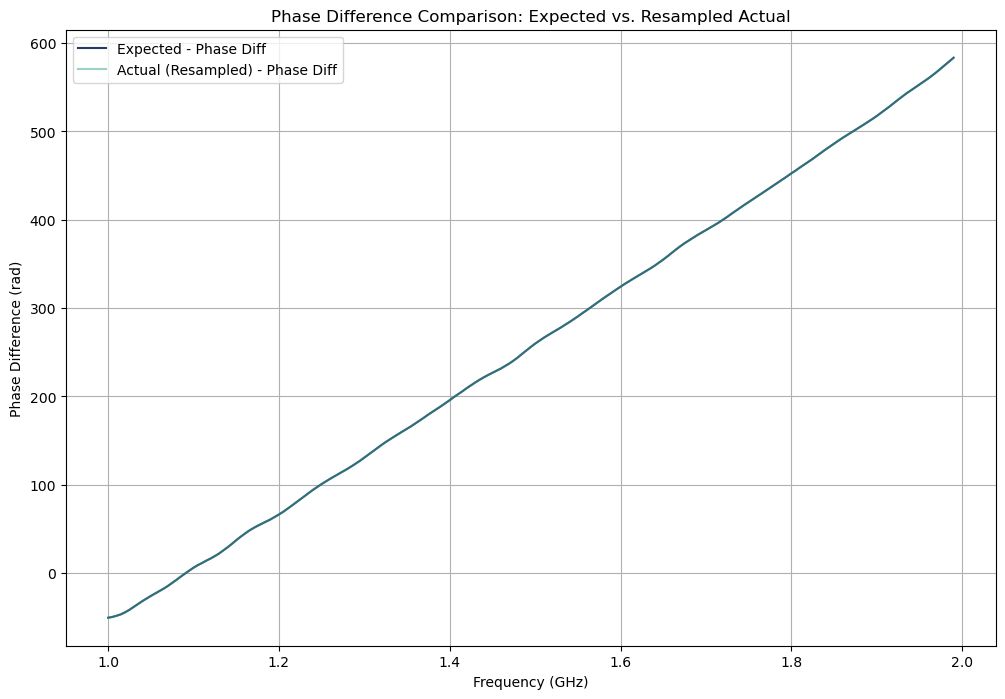 Phase Difference Comparison: Expected vs. Resampled Actual
Expected - Phase Diff
Actual (Resampled) - Phase Diff
600
500
400
300
200
100
0
Phase Difference (rad)
1.0 1.2 1.4 1.6 1.8 2.0
Frequency (GHz)